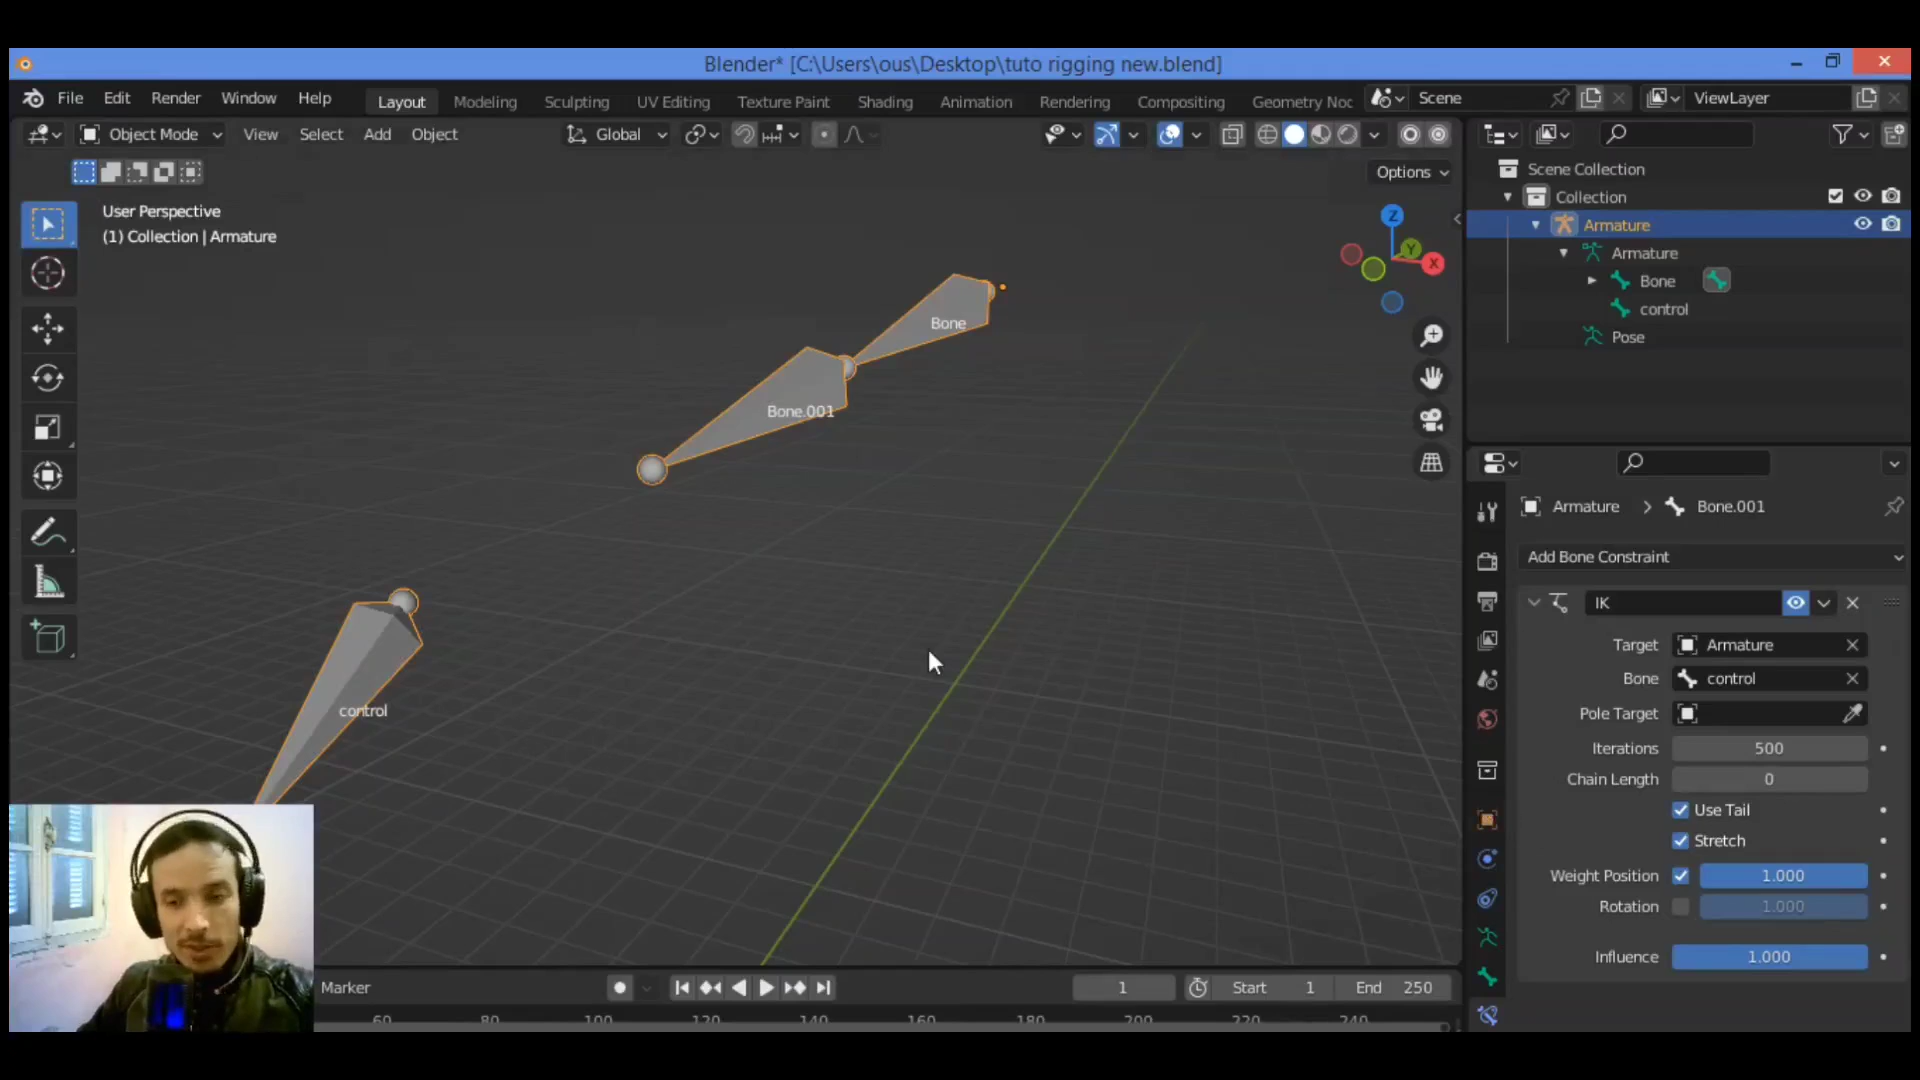 Blender* [C:\Users\ous\Desktop\tuto rigging new.blend]
File Edit Render Window Help Layout Modeling Sculpting UV Editing Texture Paint Shading Animation Rendering Compositing Geometry Noc Scene ViewLayer
Object Mode View Select Add Object Global
Options
User Perspective
(1) Collection | Armature
Z
Y
X
Bone
Bone.001
control
Scene Collection
Collection
Armature
Armature
Bone
control
Pose
Armature > Bone.001
Add Bone Constraint
IK
Target Armature
Bone control
Pole Target
Iterations 500
Chain Length 0
Use Tail
Stretch
Weight Position 1.000
Rotation 1.000
Influence 1.000
Marker 1 Start 1 End 250
60 80 100 120 140 160 180 200 220 240